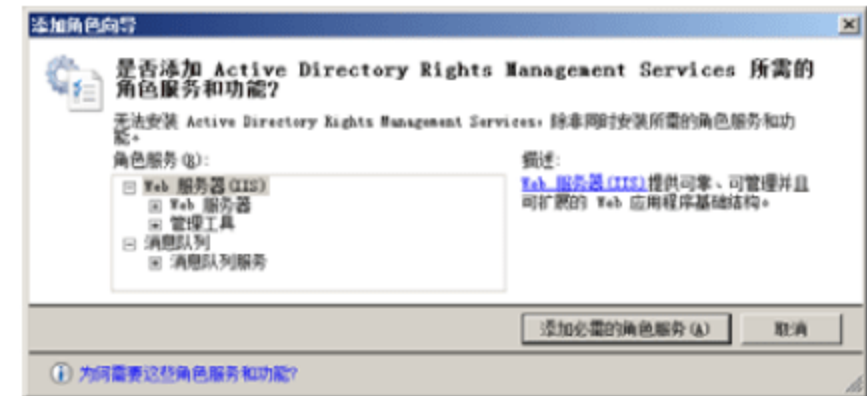 添加角色向导
是否添加 Active Directory Rights Management Services 所需的
角色服务和功能?
无法安装 Active Directory Rights Management Services,除非同时安装所需的角色服务和功
能。
角色服务(R):
描述:
Web 服务器(IIS)
Web 服务器
管理工具
消息队列
消息队列服务
Web 服务器(IIS)提供可靠、可管理并且
可扩展的 Web 应用程序基础结构。
添加必需的角色服务(A)
取消
为何需要这些角色服务和功能?